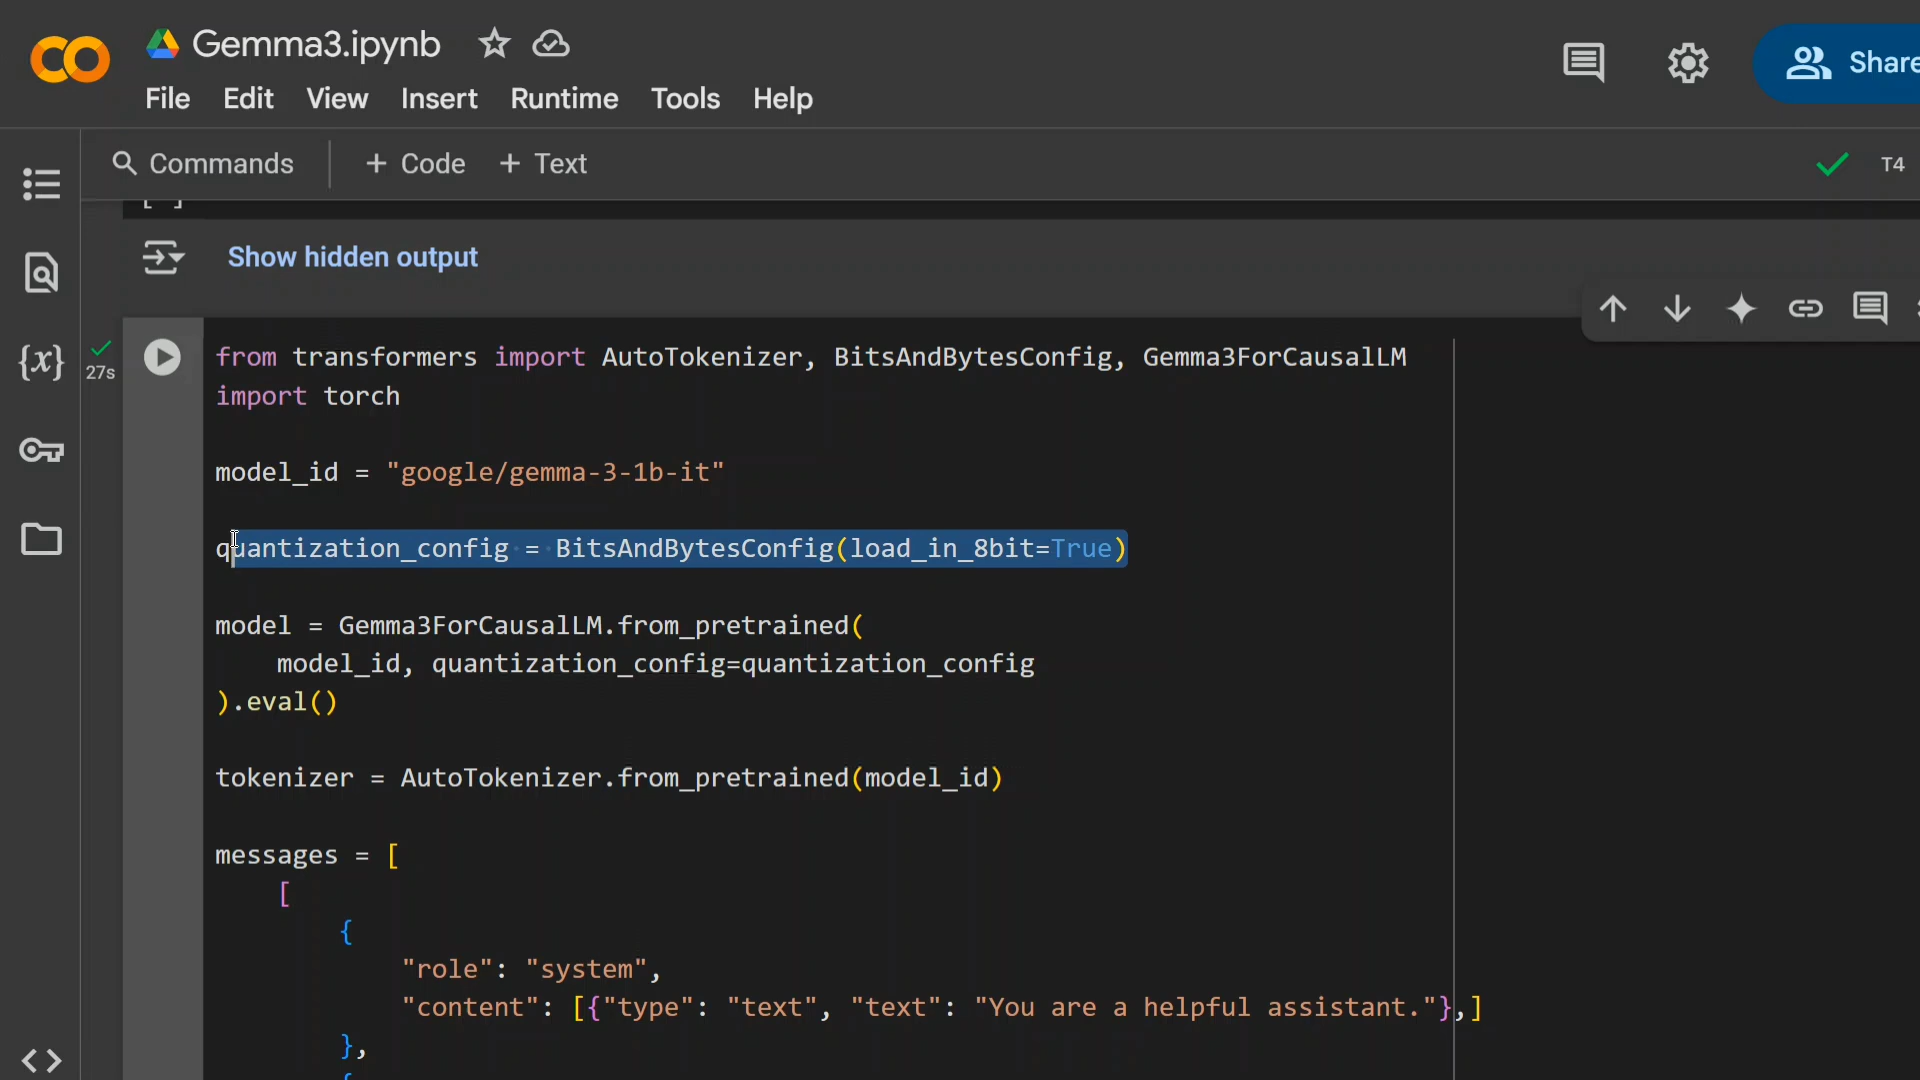 Gemma3.ipynb
Share
File Edit View Insert Runtime Tools Help
Commands + Code + Text
T4
[ ]
Show hidden output
{x}
27s
from transformers import AutoTokenizer, BitsAndBytesConfig, Gemma3ForCausalLM
import torch
model_id = "google/gemma-3-1b-it"
quantization_config = BitsAndBytesConfig(load_in_8bit=True)
model = Gemma3ForCausalLM.from_pretrained(
    model_id, quantization_config=quantization_config
).eval()
tokenizer = AutoTokenizer.from_pretrained(model_id)
messages = [
    [
        {
            "role": "system",
            "content": [{"type": "text", "text": "You are a helpful assistant."},]
        },
        {